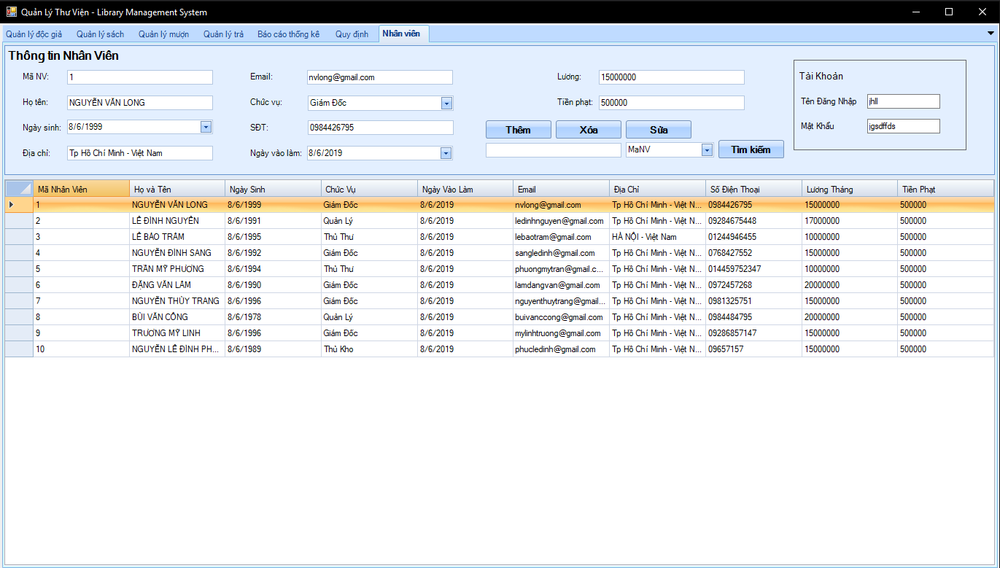 Quản Lý Thư Viện - Library Management System
Quản lý độc giả Quản lý sách Quản lý mượn Quản lý trả Báo cáo thống kê Quy định Nhân viên
Thông tin Nhân Viên
Mã NV: 1 Email: nvlong@gmail.com Lương: 15000000 Tài Khoản
Họ tên: NGUYỄN VĂN LONG Chức vụ: Giám Đốc Tiền phạt: 500000 Tên Đăng Nhập jhll
Ngày sinh: 8/6/1999 SĐT: 0984426795 Thêm Xóa Sửa Mật Khẩu jgsdffds
Địa chỉ: Tp Hồ Chí Minh - Việt Nam Ngày vào làm: 8/6/2019 MaNV Tìm kiếm
Mã Nhân Viên Họ và Tên Ngày Sinh Chức Vụ Ngày Vào Làm Email Địa Chỉ Số Điện Thoại Lương Tháng Tiền Phạt
1 NGUYỄN VĂN LONG 8/6/1999 Giám Đốc 8/6/2019 nvlong@gmail.com Tp Hồ Chí Minh - Việt N... 0984426795 15000000 500000
2 LÊ ĐÌNH NGUYÊN 8/6/1991 Quản Lý 8/6/2019 ledinhnguyen@gmail.com Tp Hồ Chí Minh - Việt N... 09284675448 17000000 500000
3 LÊ BẢO TRÂM 8/6/1995 Thủ Thư 8/6/2019 lebaotram@gmail.com HÀ NỘI - Việt Nam 01244946455 10000000 500000
4 NGUYỄN ĐÌNH SANG 8/6/1992 Giám Đốc 8/6/2019 sangledinh@gmail.com Tp Hồ Chí Minh - Việt N... 0768427552 15000000 500000
5 TRẦN MỸ PHƯƠNG 8/6/1994 Thủ Thư 8/6/2019 phuongmytran@gmail.c... Tp Hồ Chí Minh - Việt N... 014459752347 10000000 500000
6 ĐẶNG VĂN LÂM 8/6/1990 Giám Đốc 8/6/2019 lamdangvan@gmail.com Tp Hồ Chí Minh - Việt N... 0972457268 20000000 500000
7 NGUYỄN THÙY TRANG 8/6/1996 Giám Đốc 8/6/2019 nguyenthuytrang@gmail... Tp Hồ Chí Minh - Việt N... 0981325751 15000000 500000
8 BÙI VĂN CÔNG 8/6/1978 Quản Lý 8/6/2019 buivanccong@gmail.com Tp Hồ Chí Minh - Việt N... 0984484795 20000000 500000
9 TRƯƠNG MỸ LINH 8/6/1996 Giám Đốc 8/6/2019 mylinhtruong@gmail.com Tp Hồ Chí Minh - Việt N... 09286857147 15000000 500000
10 NGUYỄN LÊ ĐÌNH PH... 8/6/1989 Thủ Kho 8/6/2019 phucledinh@gmail.com Tp Hồ Chí Minh - Việt N... 09657157 15000000 500000